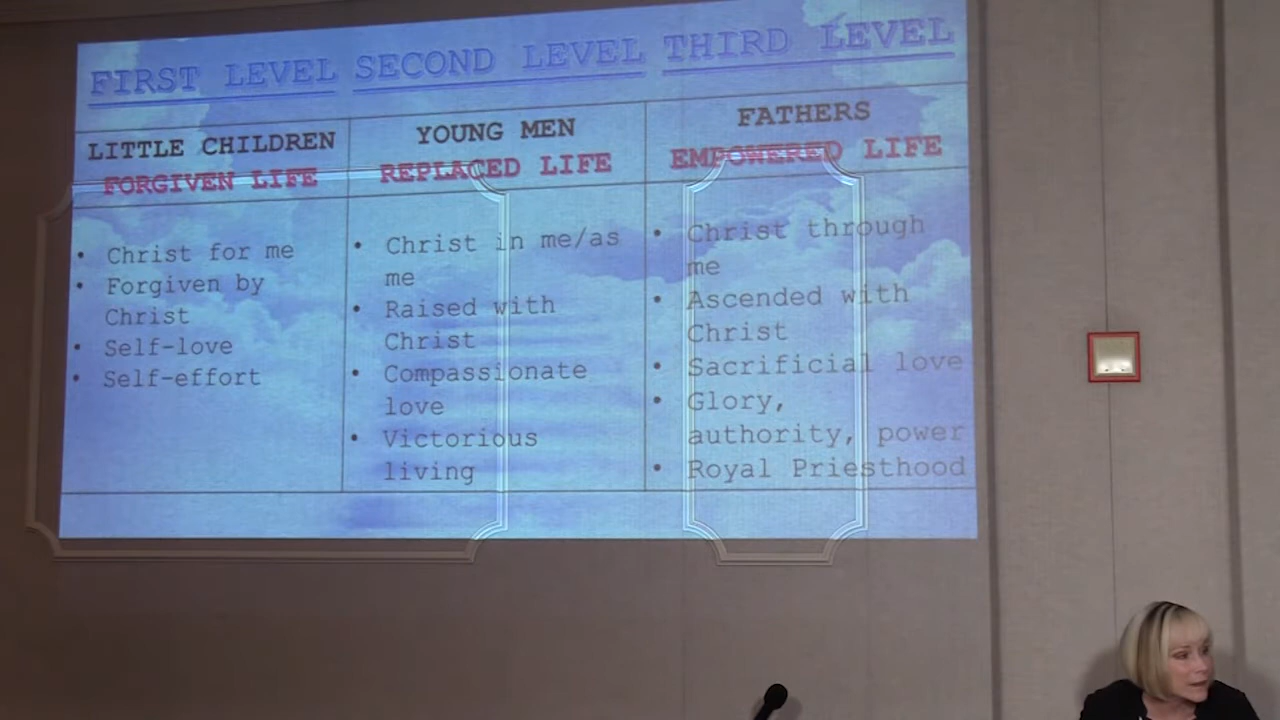 FIRST LEVEL
SECOND LEVEL
THIRD LEVEL
LITTLE CHILDREN
FORGIVEN LIFE
• Christ for me
• Forgiven by
Christ
• Self-love
• Self-effort
YOUNG MEN
REPLACED LIFE
• Christ in me/as
me
• Raised with
Christ
• Compassionate
love
• Victorious
living
FATHERS
EMPOWERED LIFE
• Christ through
me
• Ascended with
Christ
• Sacrificial love
• Glory,
authority, power
• Royal Priesthood